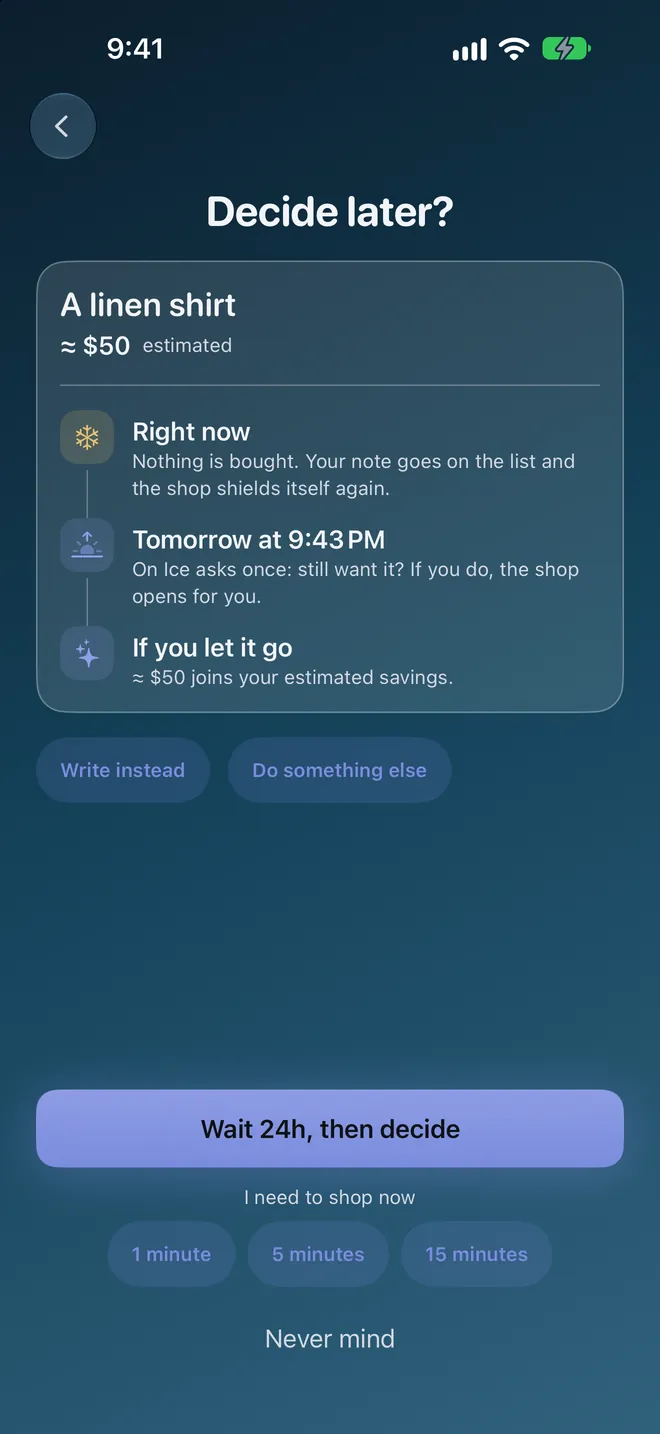 9:41
Decide later?
A linen shirt
≈ $50 estimated
Right now
Nothing is bought. Your note goes on the list and
the shop shields itself again.
Tomorrow at 9:43 PM
On Ice asks once: still want it? If you do, the shop
opens for you.
If you let it go
≈ $50 joins your estimated savings.
Write instead
Do something else
Wait 24h, then decide
I need to shop now
1 minute
5 minutes
15 minutes
Never mind